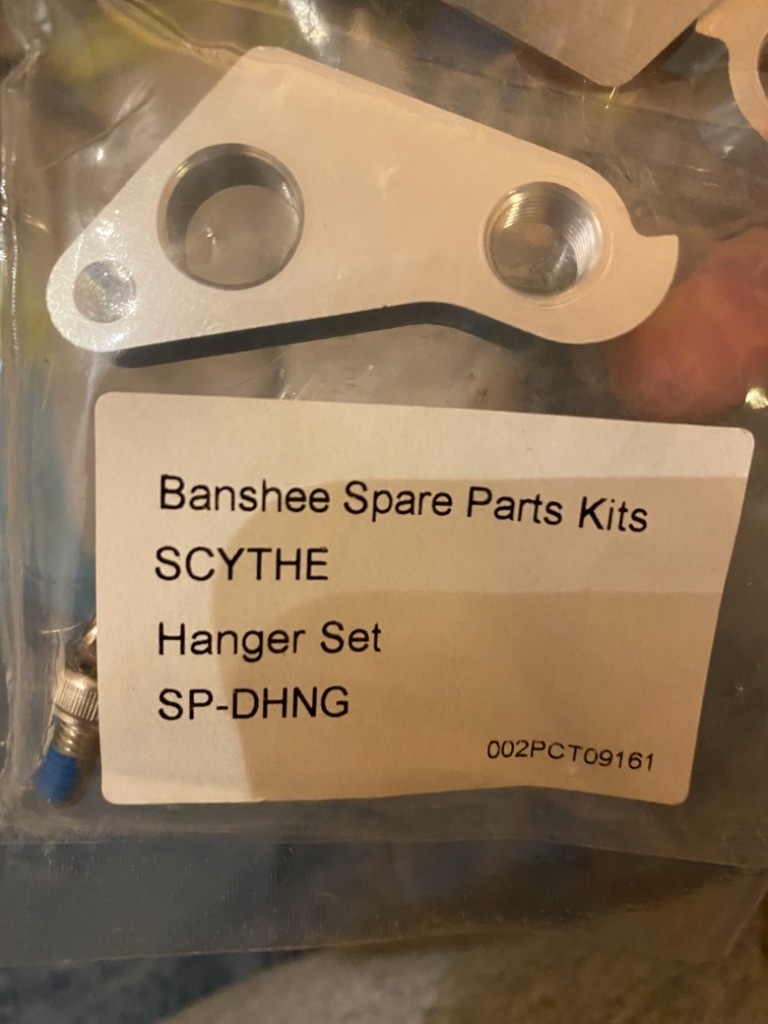 Banshee Spare Parts Kits
SCYTHE
Hanger Set
SP-DHNG
002PCT09161